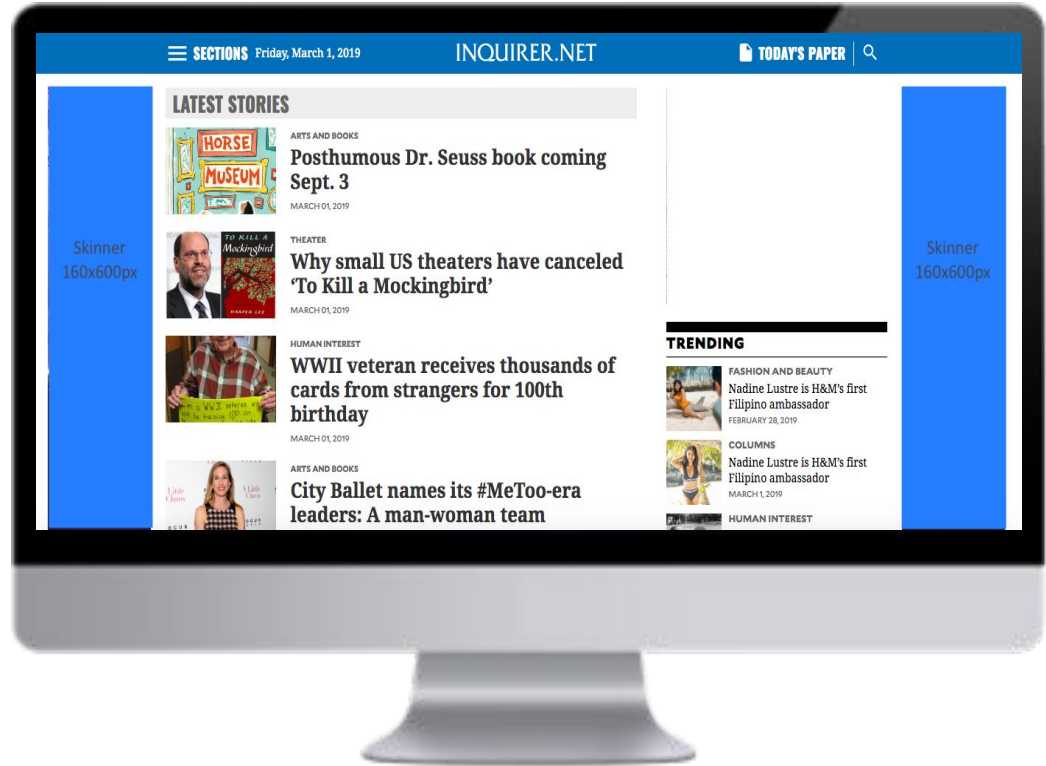 SECTIONS Friday, March 1, 2019
INQUIRER.NET
TODAY'S PAPER
Skinner
160x600px
LATEST STORIES
HORSE
MUSEUM
ARTS AND BOOKS
Posthumous Dr. Seuss book coming
Sept. 3
MARCH 01, 2019
TO KILL A
Mockingbird
HARPER LEE
THEATER
Why small US theaters have canceled
‘To Kill a Mockingbird’
MARCH 01, 2019
HUMAN INTEREST
WWII veteran receives thousands of
cards from strangers for 100th
birthday
MARCH 01, 2019
A Little
Chaos
ARTS AND BOOKS
City Ballet names its #MeToo-era
leaders: A man-woman team
TRENDING
FASHION AND BEAUTY
Nadine Lustre is H&M's first
Filipino ambassador
FEBRUARY 28, 2019
COLUMNS
Nadine Lustre is H&M's first
Filipino ambassador
MARCH 1, 2019
HUMAN INTEREST
Skinner
160x600px